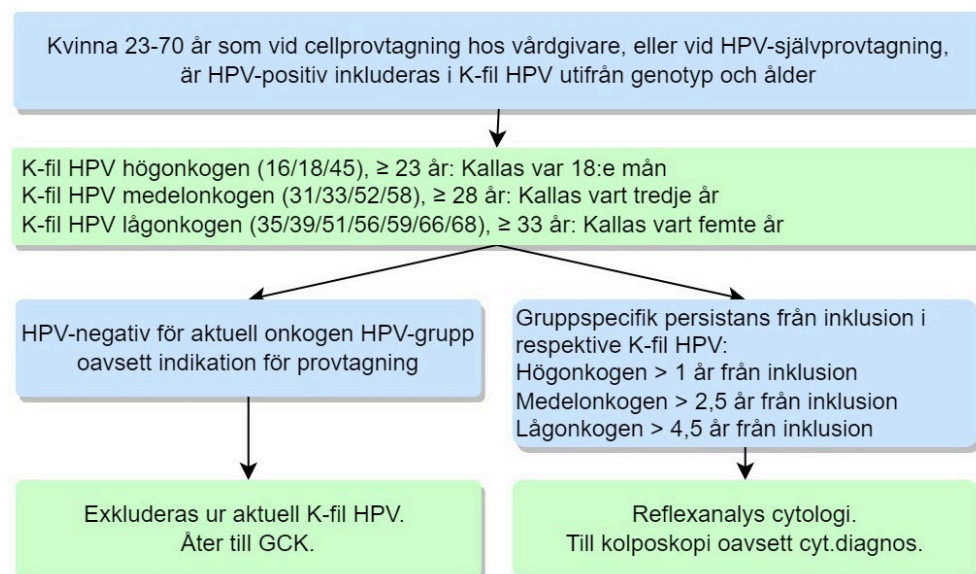 Kvinna 23-70 år som vid cellprovtagning hos vårdgivare, eller vid HPV-självprovtagning,
är HPV-positiv inkluderas i K-fil HPV utifrån genotyp och ålder
K-fil HPV högonkogen (16/18/45), ≥ 23 år: Kallas var 18:e mån
K-fil HPV medelonkogen (31/33/52/58), ≥ 28 år: Kallas vart tredje år
K-fil HPV lågonkogen (35/39/51/56/59/66/68), ≥ 33 år: Kallas vart femte år
HPV-negativ för aktuell onkogen HPV-grupp
oavsett indikation för provtagning
Gruppspecifik persistans från inklusion i
respektive K-fil HPV:
Högonkogen > 1 år från inklusion
Medelonkogen > 2,5 år från inklusion
Lågonkogen > 4,5 år från inklusion
Exkluderas ur aktuell K-fil HPV.
Åter till GCK.
Reflexanalys cytologi.
Till kolposkopi oavsett cyt.diagnos.